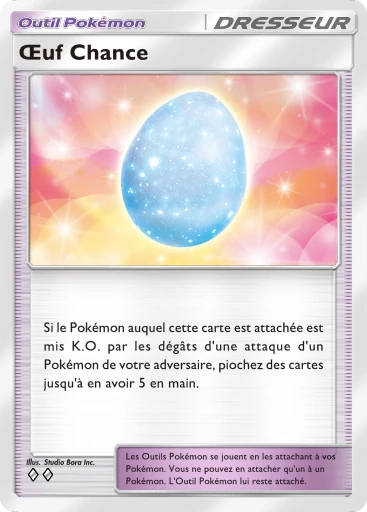 Outil Pokémon
DRESSEUR
Œuf Chance
Si le Pokémon auquel cette carte est attachée est
mis K.O. par les dégâts d'une attaque d'un
Pokémon de votre adversaire, piochez des cartes
jusqu'à en avoir 5 en main.
Illus. Studio Bora Inc.
Les Outils Pokémon se jouent en les attachant à vos
Pokémon. Vous ne pouvez en attacher qu'un à un
Pokémon. L'Outil Pokémon lui reste attaché.